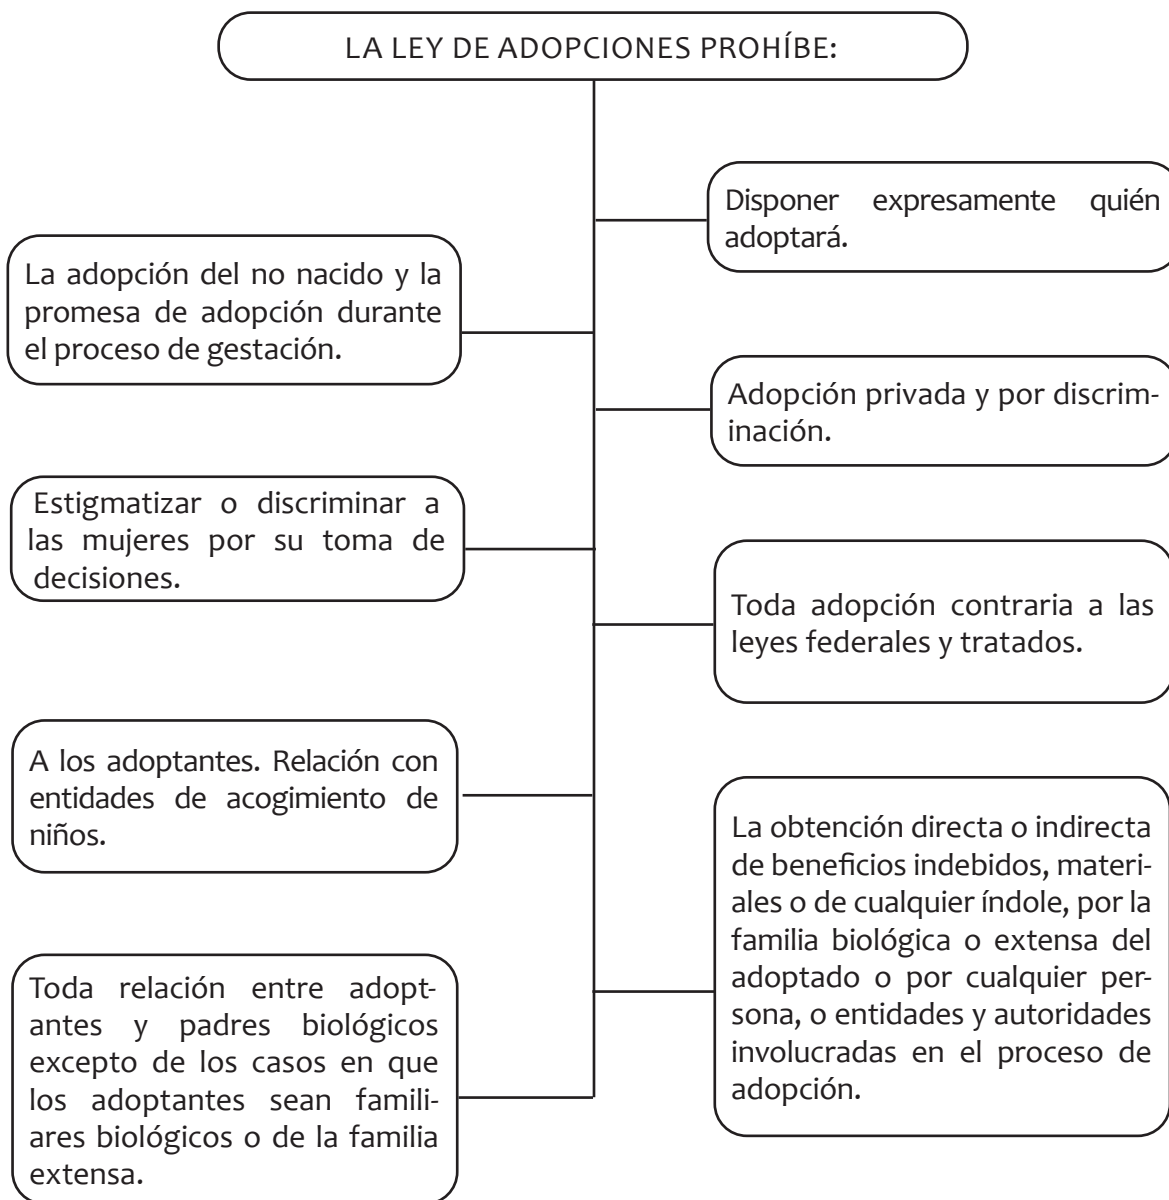 LA LEY DE ADOPCIONES PROHÍBE:
Disponer expresamente quién
adoptará.
La adopción del no nacido y la
promesa de adopción durante
el proceso de gestación.
Adopción privada y por discrim-
inación.
Estigmatizar o discriminar a
las mujeres por su toma de
decisiones.
Toda adopción contraria a las
leyes federales y tratados.
A los adoptantes. Relación con
entidades de acogimiento de
niños.
La obtención directa o indirecta
de beneficios indebidos, materi-
ales o de cualquier índole, por la
familia biológica o extensa del
adoptado o por cualquier per-
sona, o entidades y autoridades
involucradas en el proceso de
adopción.
Toda relación entre adopt-
antes y padres biológicos
excepto de los casos en que
los adoptantes sean famili-
ares biológicos o de la familia
extensa.